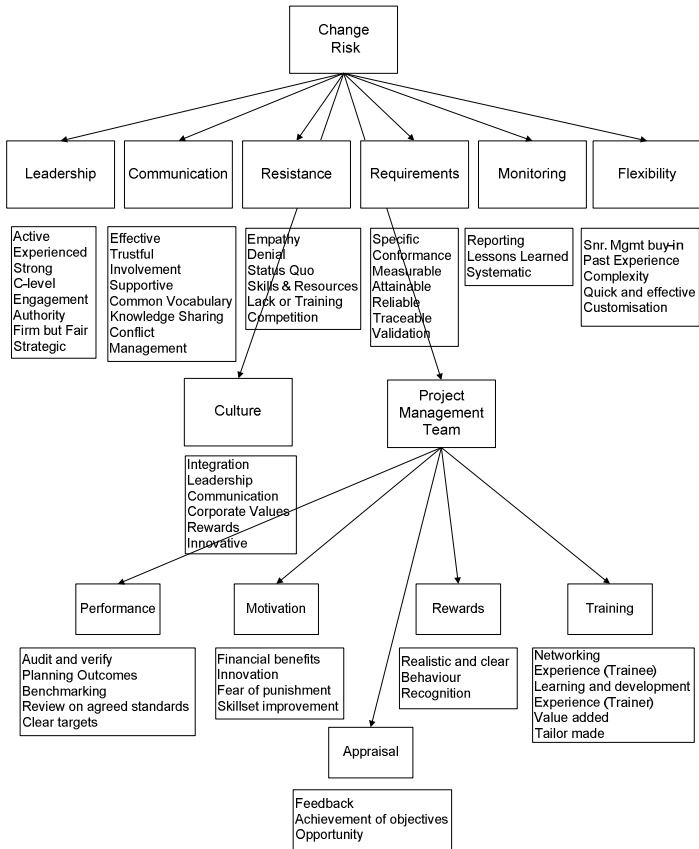 Change
Risk
Leadership
Communication
Resistance
Requirements
Monitoring
Flexibility
Active
Experienced
Strong
C-level
Engagement
Authority
Firm but Fair
Strategic
Effective
Trustful
Involvement
Supportive
Common Vocabulary
Knowledge Sharing
Conflict
Management
Empathy
Denial
Status Quo
Skills & Resources
Lack or Training
Competition
Specific
Conformance
Measurable
Attainable
Reliable
Traceable
Validation
Reporting
Lessons Learned
Systematic
Snr. Mgmt buy-in
Past Experience
Complexity
Quick and effective
Customisation
Culture
Project
Management
Team
Integration
Leadership
Communication
Corporate Values
Rewards
Innovative
Performance
Motivation
Rewards
Training
Audit and verify
Planning Outcomes
Benchmarking
Review on agreed standards
Clear targets
Financial benefits
Innovation
Fear of punishment
Skillset improvement
Realistic and clear
Behaviour
Recognition
Networking
Experience (Trainee)
Learning and development
Experience (Trainer)
Value added
Tailor made
Appraisal
Feedback
Achievement of objectives
Opportunity